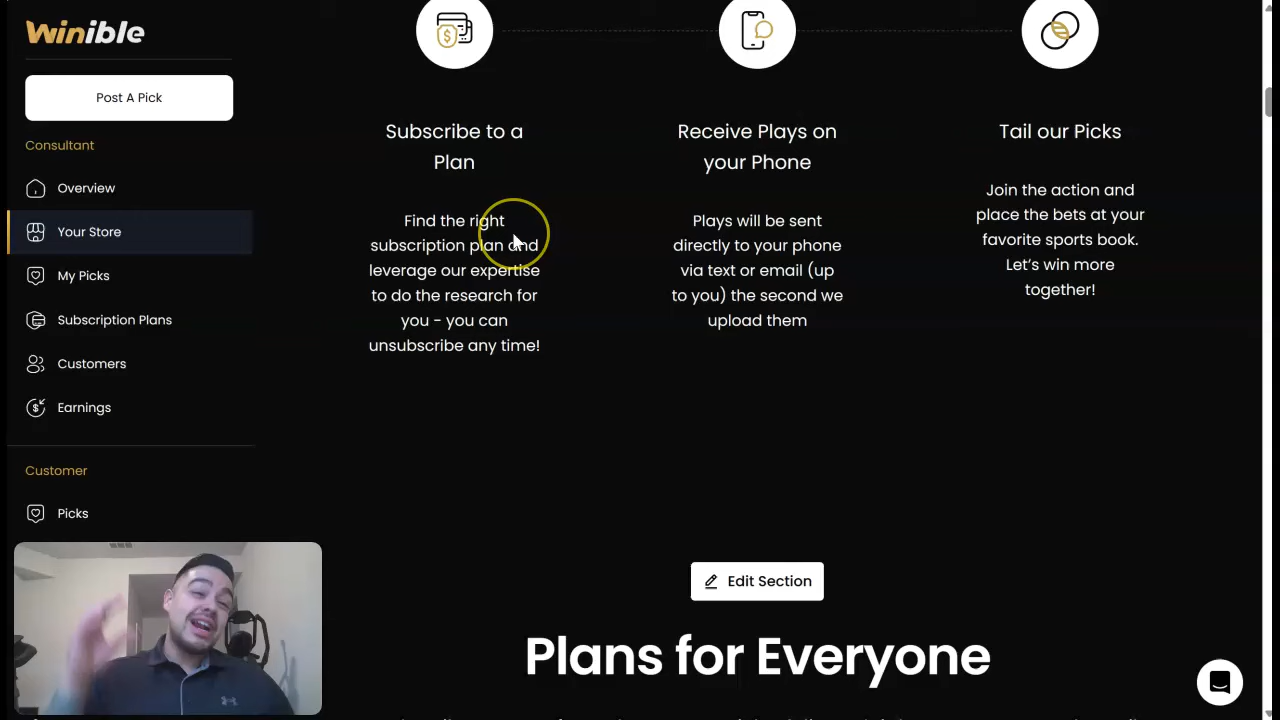 Winible
Post A Pick
Consultant
Overview
Your Store
My Picks
Subscription Plans
Customers
Earnings
Customer
Picks
Subscribe to a
Plan
Find the right
subscription plan and
leverage our expertise
to do the research for
you - you can
unsubscribe any time!
Receive Plays on
your Phone
Plays will be sent
directly to your phone
via text or email (up
to you) the second we
upload them
Tail our Picks
Join the action and
place the bets at your
favorite sports book.
Let's win more
together!
Edit Section
Plans for Everyone